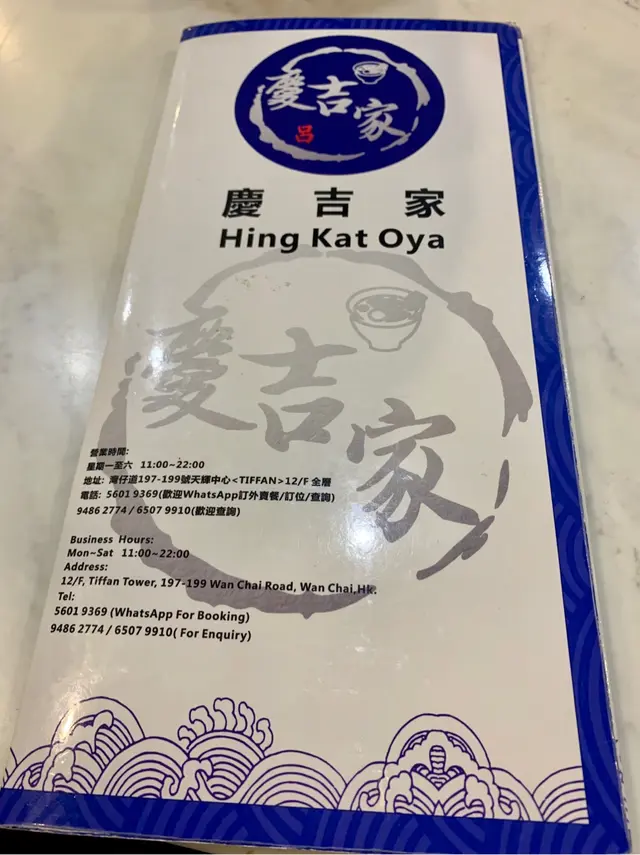 慶吉家
呂
慶吉家
Hing Kat Oya
慶吉家
營業時間:
星期一至六 11:00~22:00
地址: 灣仔道197-199號天輝中心<TIFFAN>12/F 全層
電話: 5601 9369(歡迎WhatsApp訂外賣餐/訂位/查詢)
9486 2774 / 6507 9910(歡迎查詢)
Business Hours:
Mon~Sat 11:00~22:00
Address:
12/F, Tiffan Tower, 197-199 Wan Chai Road, Wan Chai,HK.
Tel:
5601 9369 (WhatsApp For Booking)
9486 2774 / 6507 9910( For Enquiry)